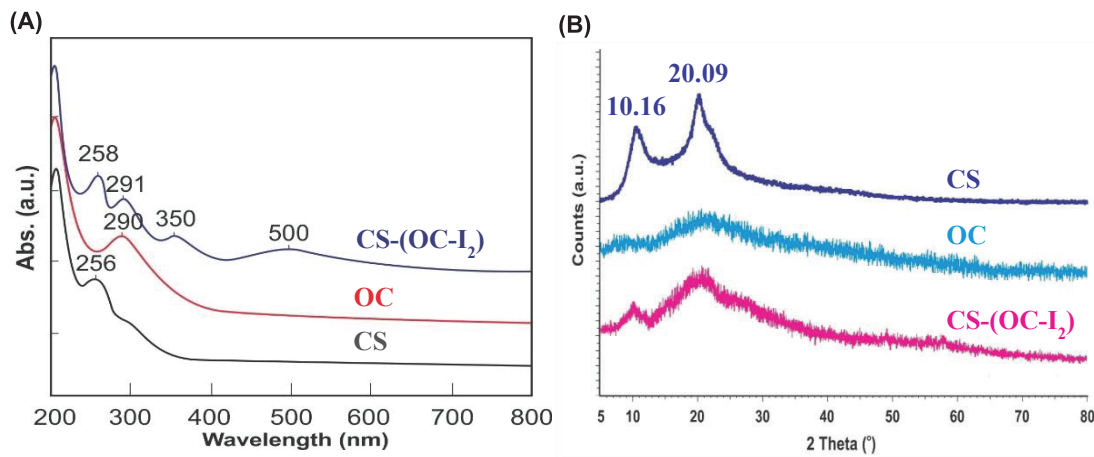 (A)
Abs. (a.u.)
258
291
290
350
500
256
CS-(OC-I₂)
OC
CS
200 300 400 500 600 700 800
Wavelength (nm)
(B)
Counts (a.u.)
10.16
20.09
CS
OC
CS-(OC-I₂)
5 10 20 30 40 50 60 70 80
2 Theta (°)